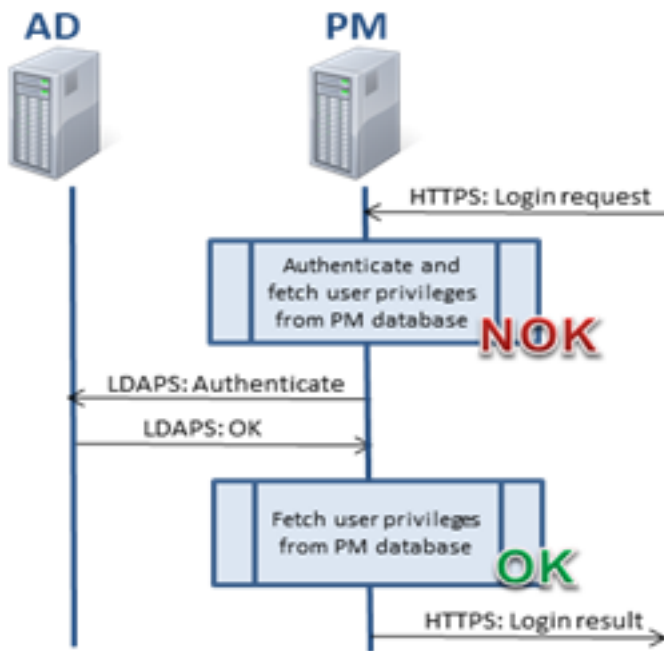 AD
PM
HTTPS: Login request
Authenticate and
fetch user privileges
from PM database
NOK
LDAPS: Authenticate
LDAPS: OK
Fetch user privileges
from PM database
OK
HTTPS: Login result